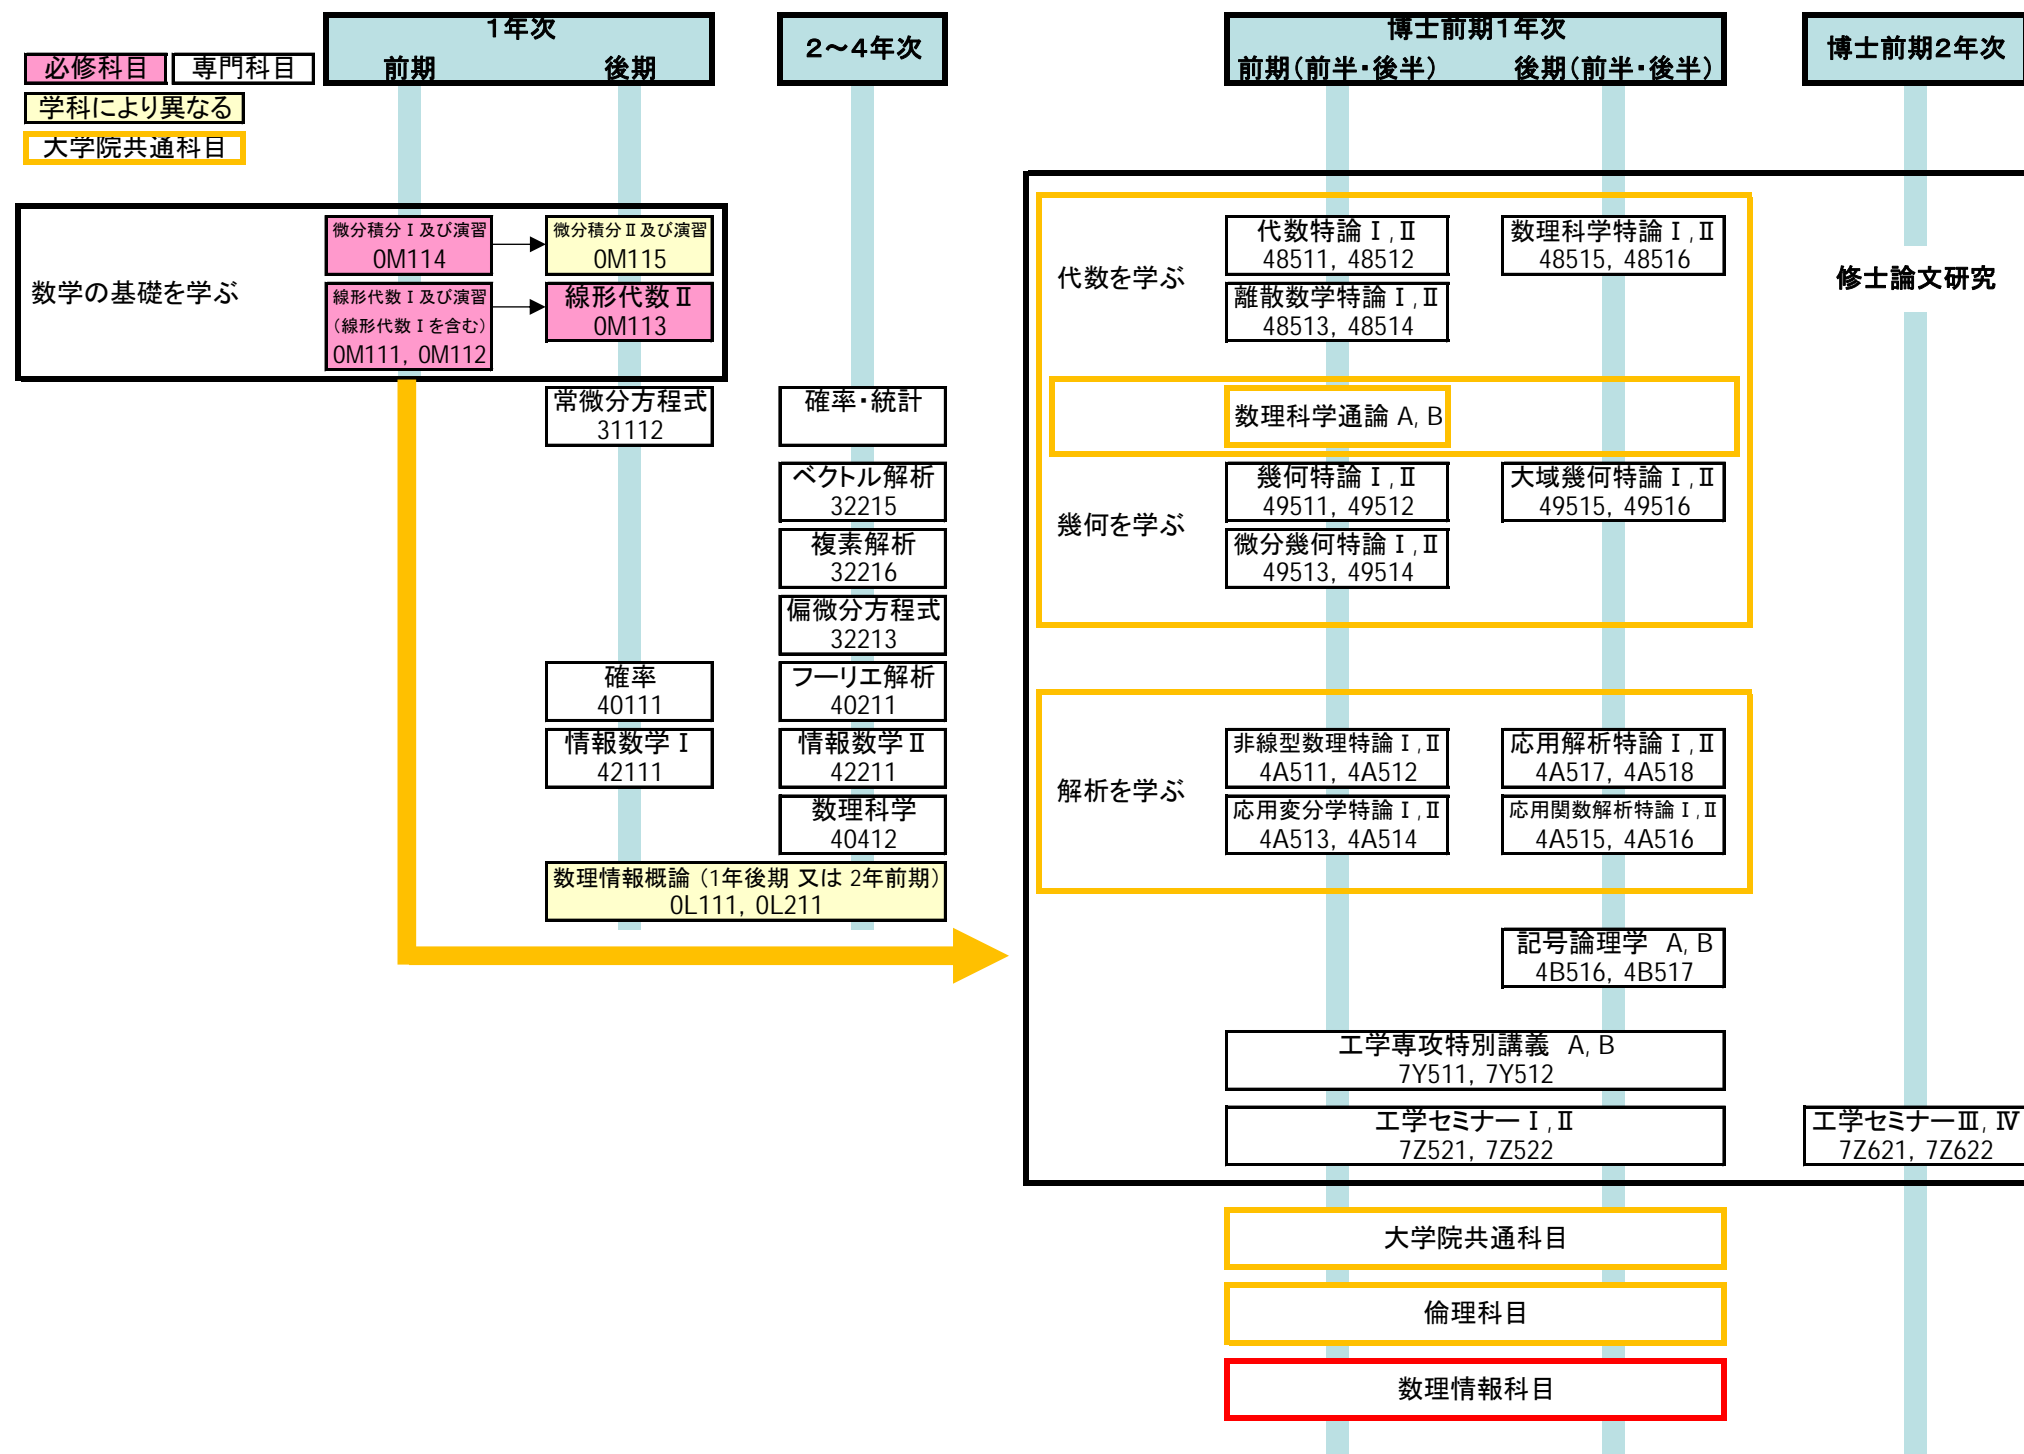 1年次
前期
後期
2～4年次
博士前期1年次
前期（前半・後半）
後期（前半・後半）
博士前期2年次
必修科目
専門科目
学科により異なる
大学院共通科目
数学の基礎を学ぶ
微分積分Ⅰ及び演習
0M114
微分積分Ⅱ及び演習
0M115
線形代数Ⅰ及び演習
（線形代数Ⅰを含む）
0M111, 0M112
線形代数Ⅱ
0M113
常微分方程式
31112
確率・統計
ベクトル解析
32215
複素解析
32216
偏微分方程式
32213
確率
40111
フーリエ解析
40211
情報数学Ⅰ
42111
情報数学Ⅱ
42211
数理科学
40412
数理情報概論（1年後期 又は 2年前期）
0L111, 0L211
代数を学ぶ
代数特論Ⅰ,Ⅱ
48511, 48512
数理科学特論Ⅰ,Ⅱ
48515, 48516
離散数学特論Ⅰ,Ⅱ
48513, 48514
修士論文研究
数理科学通論 A, B
幾何を学ぶ
幾何特論Ⅰ,Ⅱ
49511, 49512
大域幾何特論Ⅰ,Ⅱ
49515, 49516
微分幾何特論Ⅰ,Ⅱ
49513, 49514
解析を学ぶ
非線型数理特論Ⅰ,Ⅱ
4A511, 4A512
応用解析特論Ⅰ,Ⅱ
4A517, 4A518
応用変分学特論Ⅰ,Ⅱ
4A513, 4A514
応用関数解析特論Ⅰ,Ⅱ
4A515, 4A516
記号論理学 A, B
4B516, 4B517
工学専攻特別講義 A, B
7Y511, 7Y512
工学セミナーⅠ,Ⅱ
7Z521, 7Z522
工学セミナーⅢ, Ⅳ
7Z621, 7Z622
大学院共通科目
倫理科目
数理情報科目